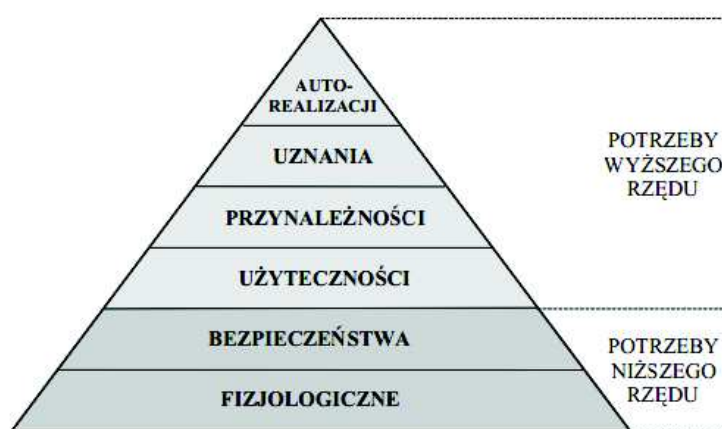 AUTO-
REALIZACJI
UZNANIA
PRZYNALEŻNOŚCI
UŻYTECZNOŚCI
BEZPIECZEŃSTWA
FIZJOLOGICZNE
POTRZEBY
WYŻSZEGO
RZĘDU
POTRZEBY
NIŻSZEGO
RZĘDU